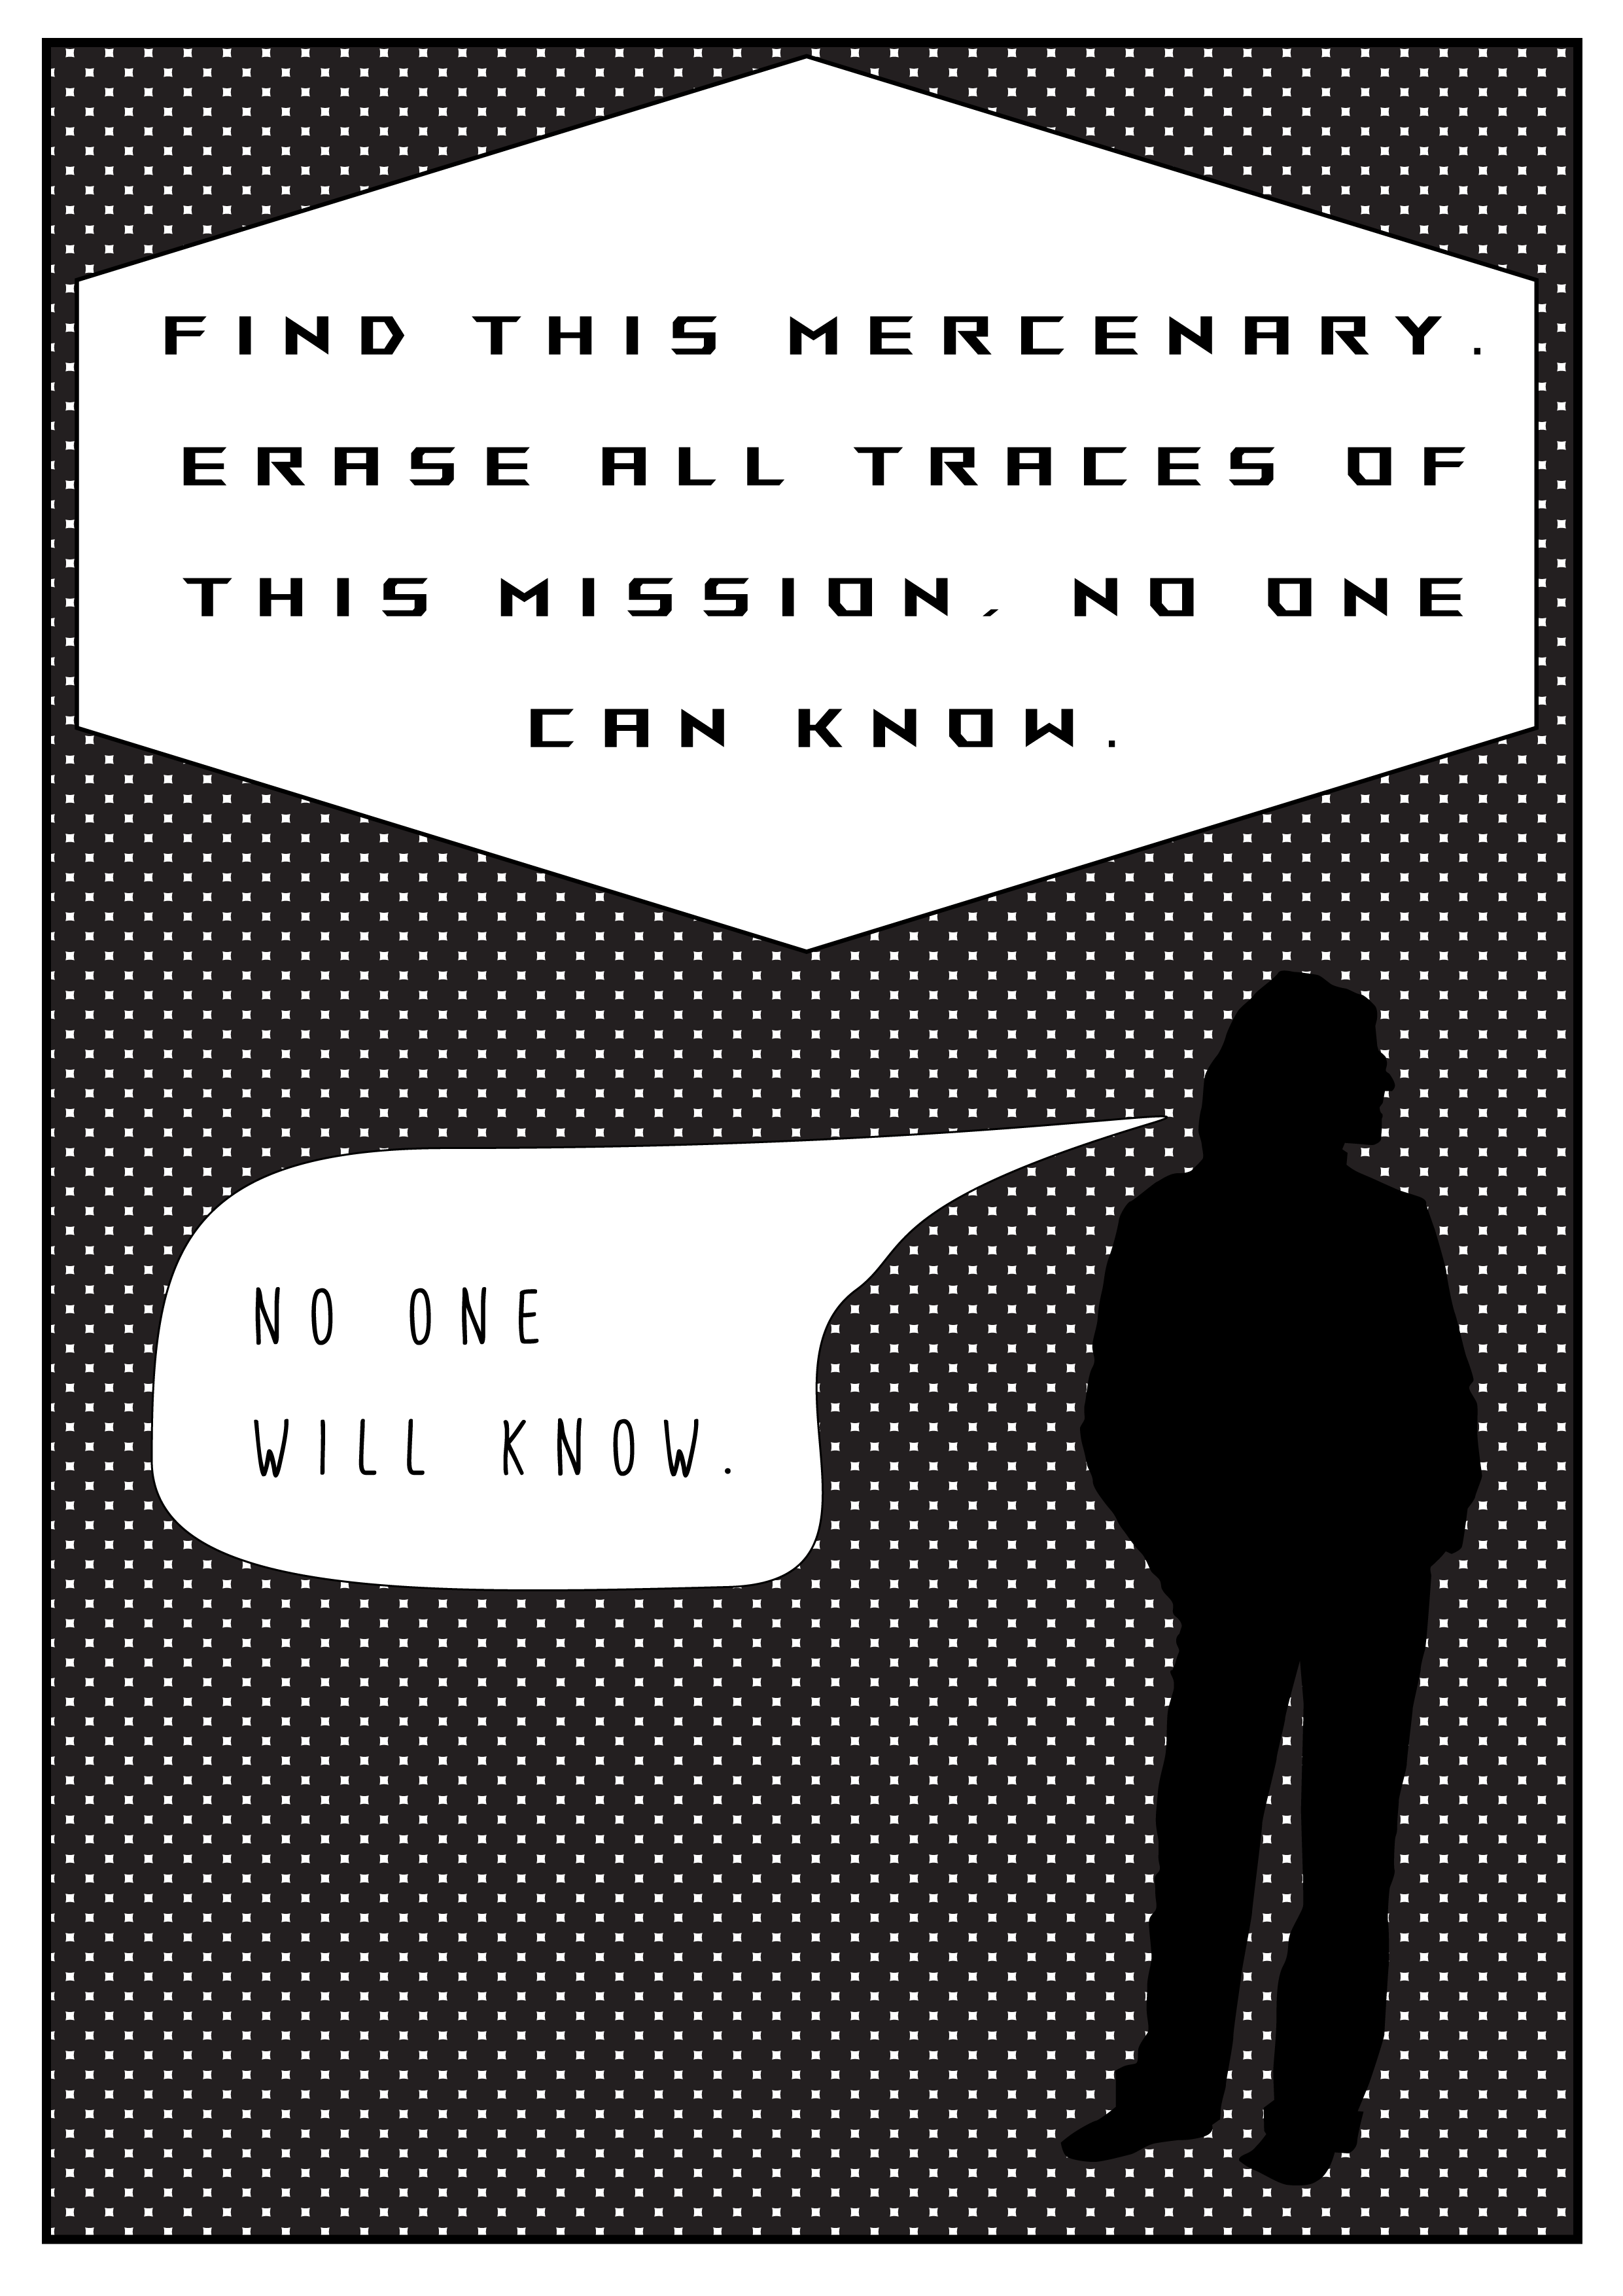 FIND THIS MERCENARY.
ERASE ALL TRACES OF
THIS MISSION, NO ONE
CAN KNOW.
NO ONE
WILL KNOW.